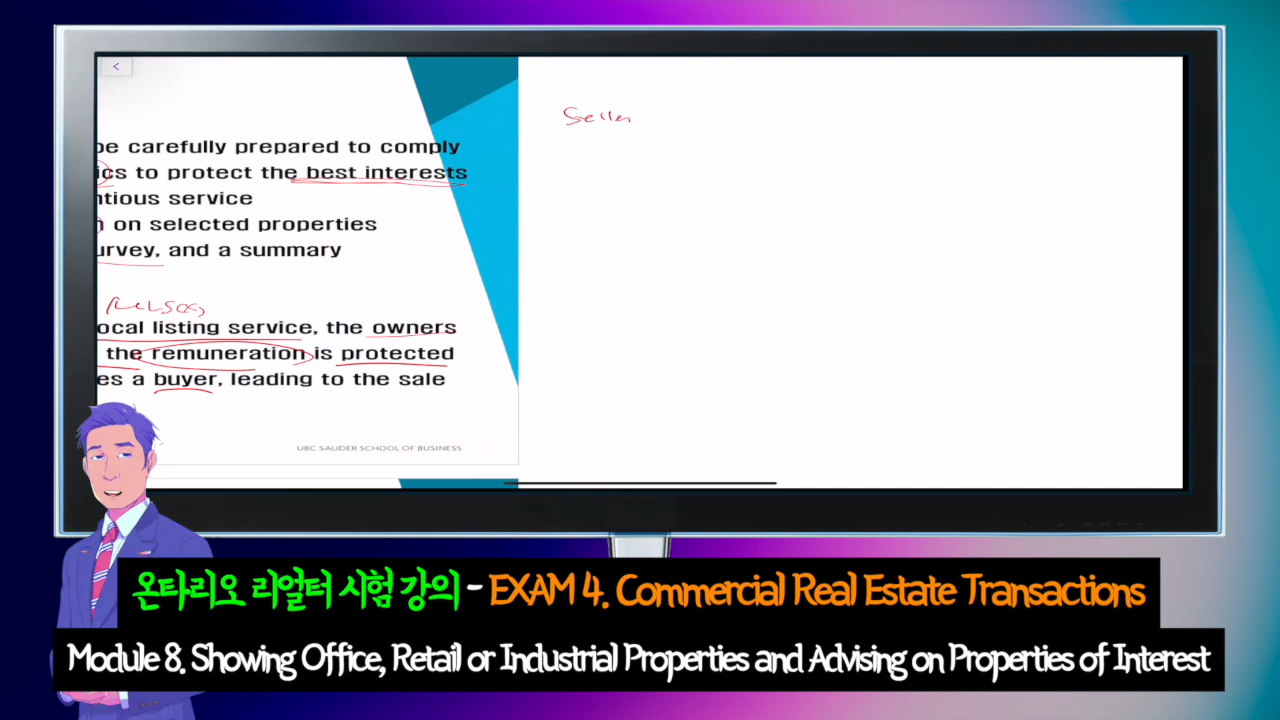 be carefully prepared to comply
ics to protect the best interests
ntious service
n on selected properties
urvey, and a summary
ocal listing service, the owners
the remuneration is protected
es a buyer, leading to the sale
UBC SAUDER SCHOOL OF BUSINESS
Seller
온타리오 리얼터 시험 강의 - EXAM 4. Commercial Real Estate Transactions
Module 8. Showing Office, Retail or Industrial Properties and Advising on Properties of Interest